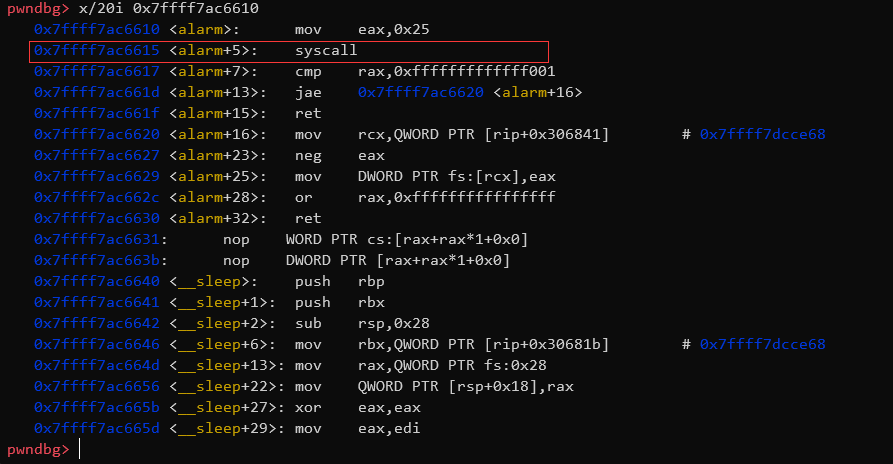 pwndbg> x/20i 0x7ffff7ac6610
0x7ffff7ac6610 <alarm>: mov eax,0x25
0x7ffff7ac6615 <alarm+5>: syscall
0x7ffff7ac6617 <alarm+7>: cmp rax,0xfffffffffffff001
0x7ffff7ac661d <alarm+13>: jae 0x7ffff7ac6620 <alarm+16>
0x7ffff7ac661f <alarm+15>: ret
0x7ffff7ac6620 <alarm+16>: mov rcx,QWORD PTR [rip+0x306841] # 0x7ffff7dcce68
0x7ffff7ac6627 <alarm+23>: neg eax
0x7ffff7ac6629 <alarm+25>: mov DWORD PTR fs:[rcx],eax
0x7ffff7ac662c <alarm+28>: or rax,0xffffffffffffffff
0x7ffff7ac6630 <alarm+32>: ret
0x7ffff7ac6631: nop WORD PTR cs:[rax+rax*1+0x0]
0x7ffff7ac663b: nop DWORD PTR [rax+rax*1+0x0]
0x7ffff7ac6640 <__sleep>: push rbp
0x7ffff7ac6641 <__sleep+1>: push rbx
0x7ffff7ac6642 <__sleep+2>: sub rsp,0x28
0x7ffff7ac6646 <__sleep+6>: mov rbx,QWORD PTR [rip+0x30681b] # 0x7ffff7dcce68
0x7ffff7ac664d <__sleep+13>: mov rax,QWORD PTR fs:0x28
0x7ffff7ac6656 <__sleep+22>: mov QWORD PTR [rsp+0x18],rax
0x7ffff7ac665b <__sleep+27>: xor eax,eax
0x7ffff7ac665d <__sleep+29>: mov eax,edi
pwndbg>